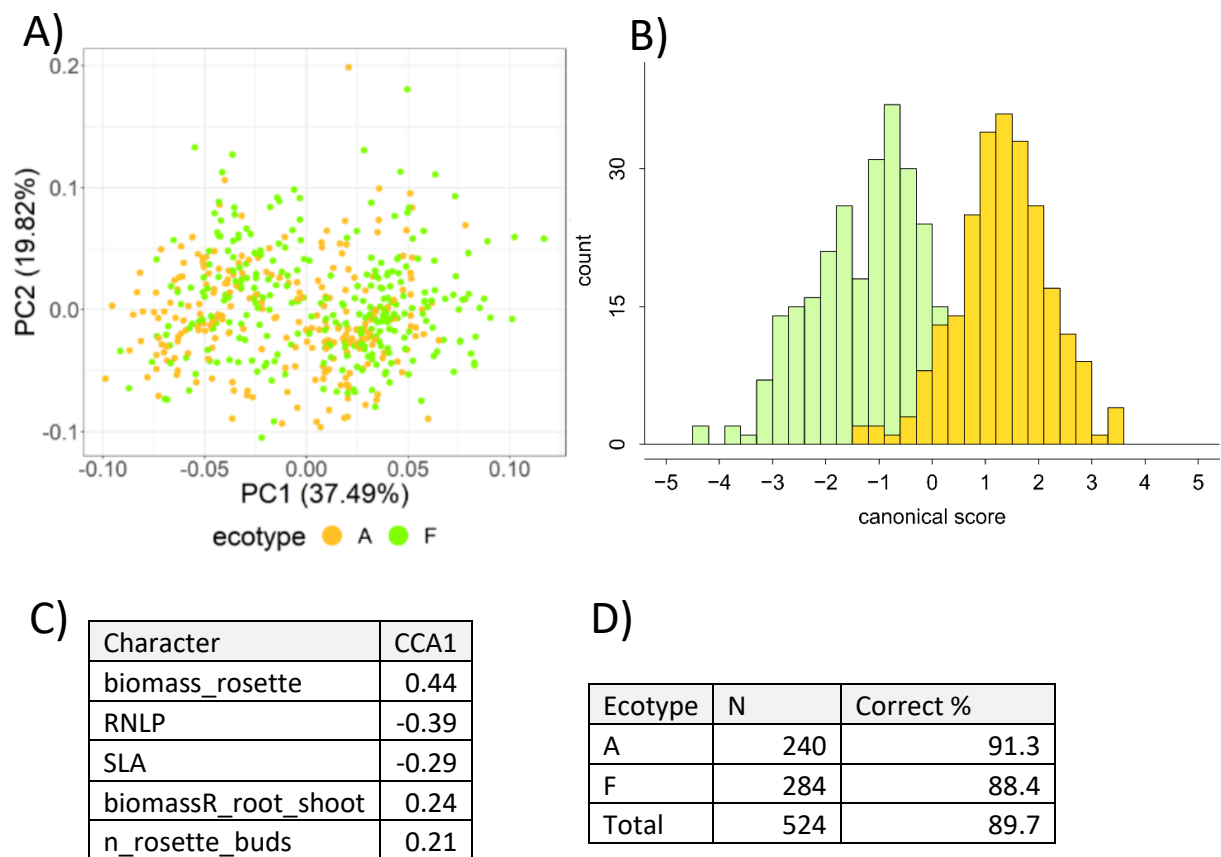 A)
0.2
0.1
0.0
-0.1
PC2 (19.82%)
-0.10 -0.05 0.00 0.05 0.10
PC1 (37.49%)
ecotype A F
B)
30
15
0
count
−5 −4 −3 −2 −1 0 1 2 3 4 5
canonical score
C)
Character CCA1
biomass_rosette 0.44
RNLP -0.39
SLA -0.29
biomassR_root_shoot 0.24
n_rosette_buds 0.21
D)
Ecotype N Correct %
A 240 91.3
F 284 88.4
Total 524 89.7